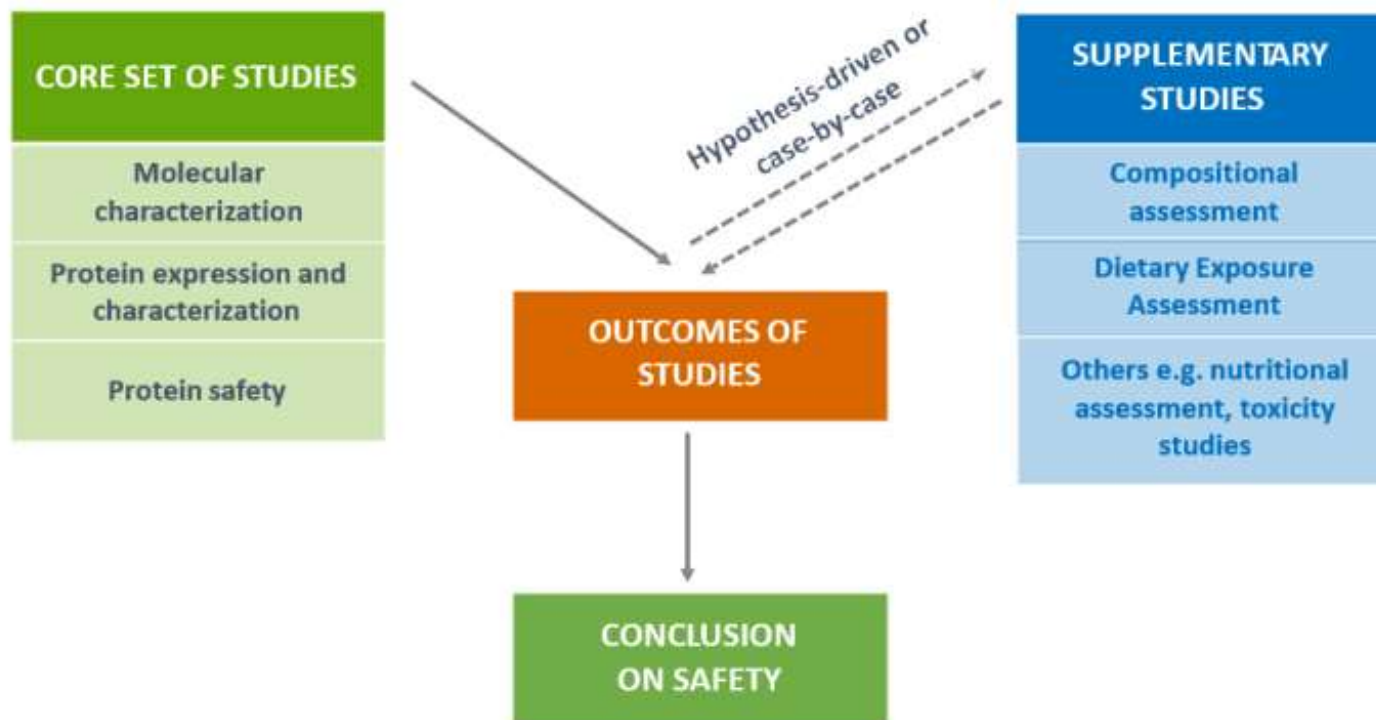 CORE SET OF STUDIES
Molecular
characterization
Protein expression and
characterization
Protein safety
Hypothesis-driven or
case-by-case
SUPPLEMENTARY
STUDIES
Compositional
assessment
Dietary Exposure
Assessment
Others e.g. nutritional
assessment, toxicity
studies
OUTCOMES OF
STUDIES
CONCLUSION
ON SAFETY